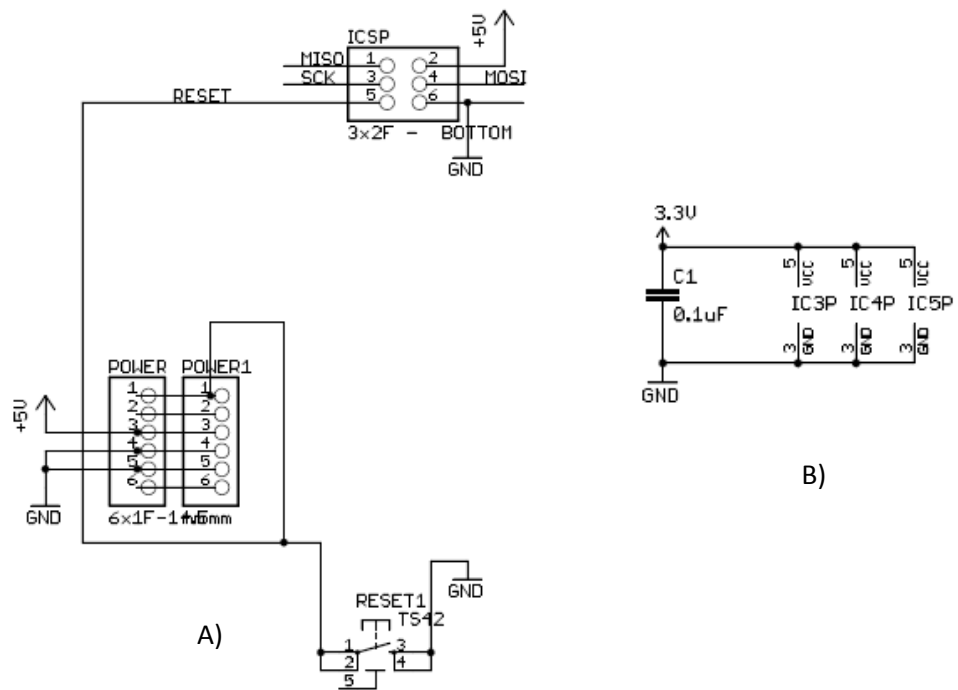 ICSP
+5V
MISO 1 2
SCK 3 4 MOSI
RESET 5 6
3x2F - BOTTOM
GND
3.3V
C1
0.1uF
5 VCC 5 VCC 5 VCC
IC3P IC4P IC5P
3 GND 3 GND 3 GND
GND
POWER POWER1
+5V
1 1
2 2
3 3
4 4
5 5
6 6
GND
6x1F-1
B)
GND
RESET1
TS42
A)
1 3
2 4
5